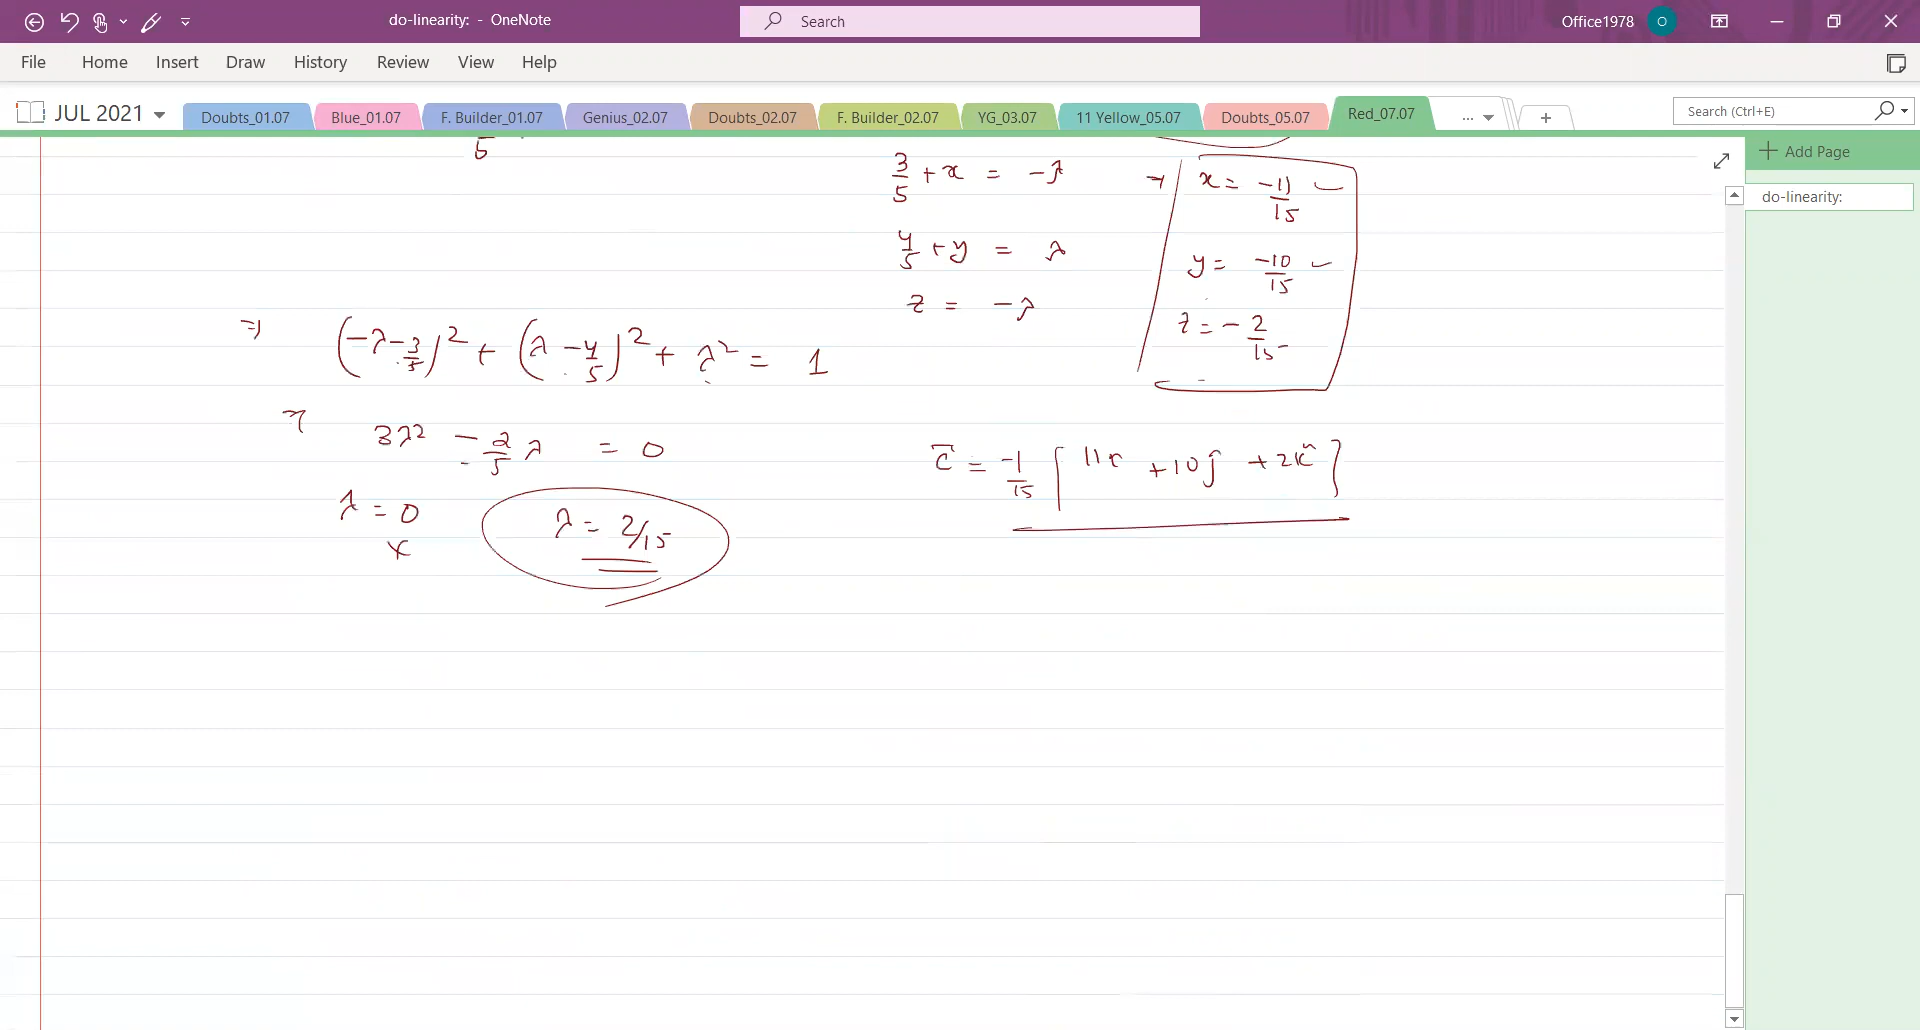 do-linearity: - OneNote
Search
Office1978
O
File Home Insert Draw History Review View Help
JUL 2021
Doubts_01.07 Blue_01.07 F. Builder_01.07 Genius_02.07 Doubts_02.07 F. Builder_02.07 YG_03.07 11 Yellow_05.07 Doubts_05.07 Red_07.07 ... +
Search (Ctrl+E)
Add Page
do-linearity:
5
3/5 + x = -λ
y = λ
z = -λ
⇒ x = -11/15
y = -10/15
z = -2/15
⇒ (-λ - 3/5)² + (λ - 4/5)² + λ² = 1
3λ² - 2/5 λ = 0
λ = 0 x
λ = 2/15
c̄ = -1/15 [11i + 10j + 2k̂]